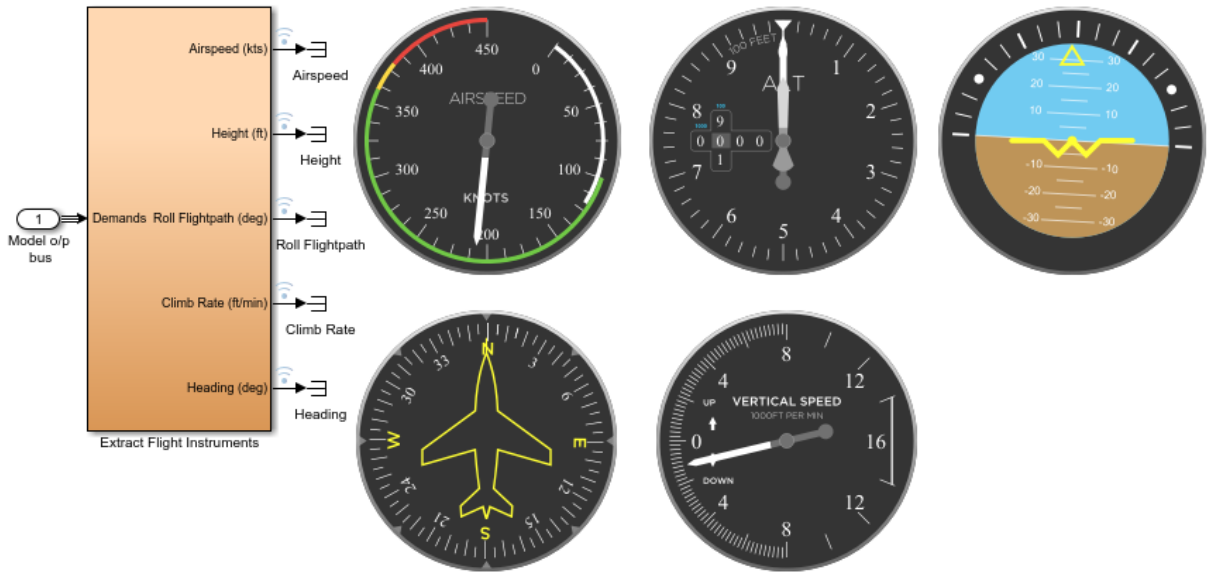 Airspeed (kts)
Airspeed
Height (ft)
Height
Demands Roll Flightpath (deg)
Roll Flightpath
1
Model o/p
bus
Climb Rate (ft/min)
Climb Rate
Heading (deg)
Heading
Extract Flight Instruments
450
400
0
AIRSPEED
350
50
300
100
KNOTS
250
150
200
100 FEET
9
1
8
2
1000
100
9
0 0 0 0
1
7
3
6
4
5
30 30
20 20
10 10
-10 -10
-20 -20
-30 -30
N
33
3
30
6
W
E
24
12
21
15
S
8
4
12
UP
VERTICAL SPEED
1000FT PER MIN
0
16
DOWN
4
12
8